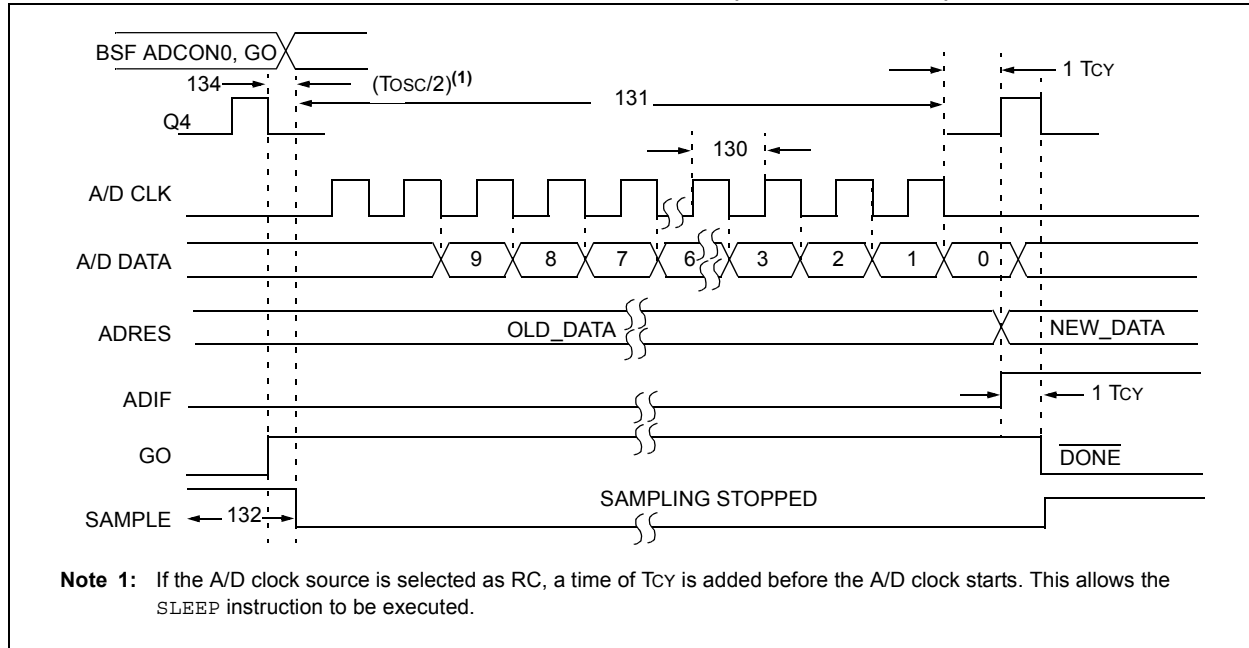 BSF ADCON0, GO
134 (TOSC/2)(1) 131 1 TCY
Q4
130
A/D CLK
A/D DATA 9 8 7 6 3 2 1 0
ADRES OLD_DATA NEW_DATA
ADIF 1 TCY
GO DONE
SAMPLING STOPPED
SAMPLE 132
Note 1: If the A/D clock source is selected as RC, a time of TCY is added before the A/D clock starts. This allows the
SLEEP instruction to be executed.